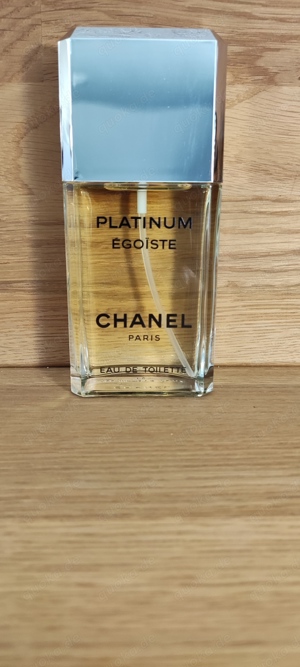 PLATINUM
ÉGOÏSTE
CHANEL
PARIS
EAU DE TOILETTE